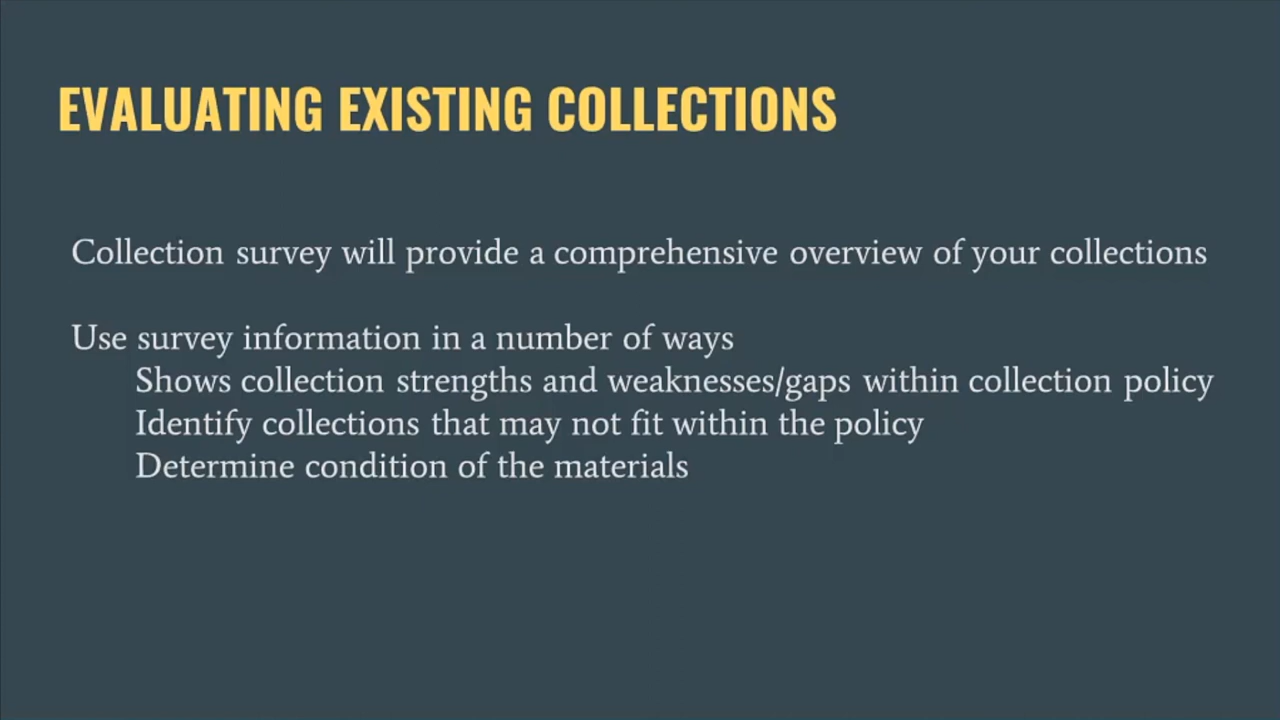 EVALUATING EXISTING COLLECTIONS
Collection survey will provide a comprehensive overview of your collections
Use survey information in a number of ways
Shows collection strengths and weaknesses/gaps within collection policy
Identify collections that may not fit within the policy
Determine condition of the materials